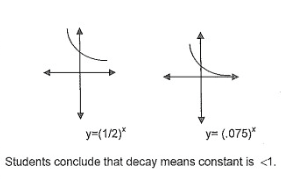 y=(1/2)ˣ
y= (.075)ˣ
Students conclude that decay means constant is <1.